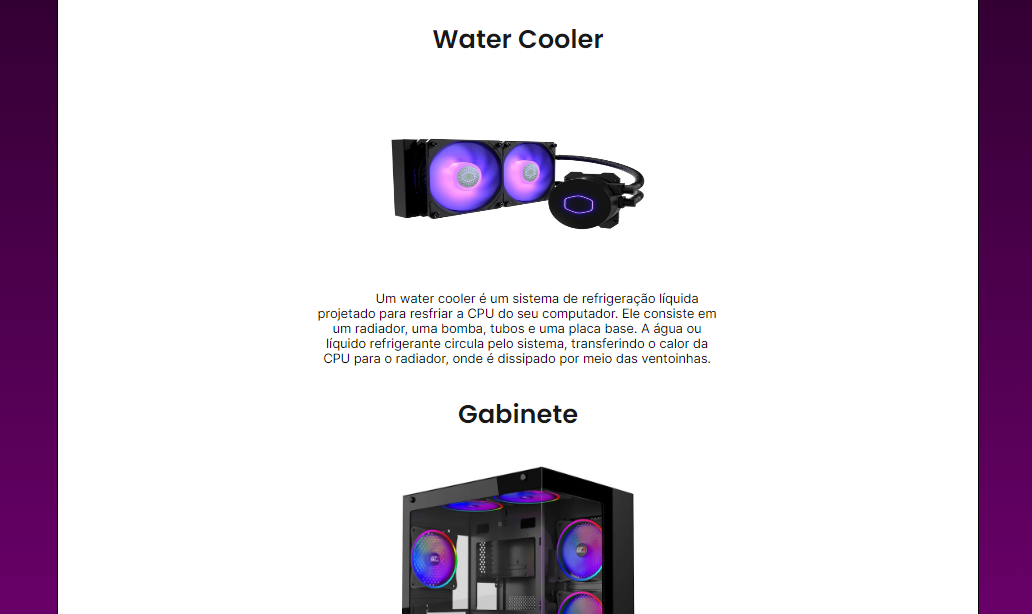 Water Cooler
Um water cooler é um sistema de refrigeração líquida
projetado para resfriar a CPU do seu computador. Ele consiste em
um radiador, uma bomba, tubos e uma placa base. A água ou
líquido refrigerante circula pelo sistema, transferindo o calor da
CPU para o radiador, onde é dissipado por meio das ventoinhas.
Gabinete